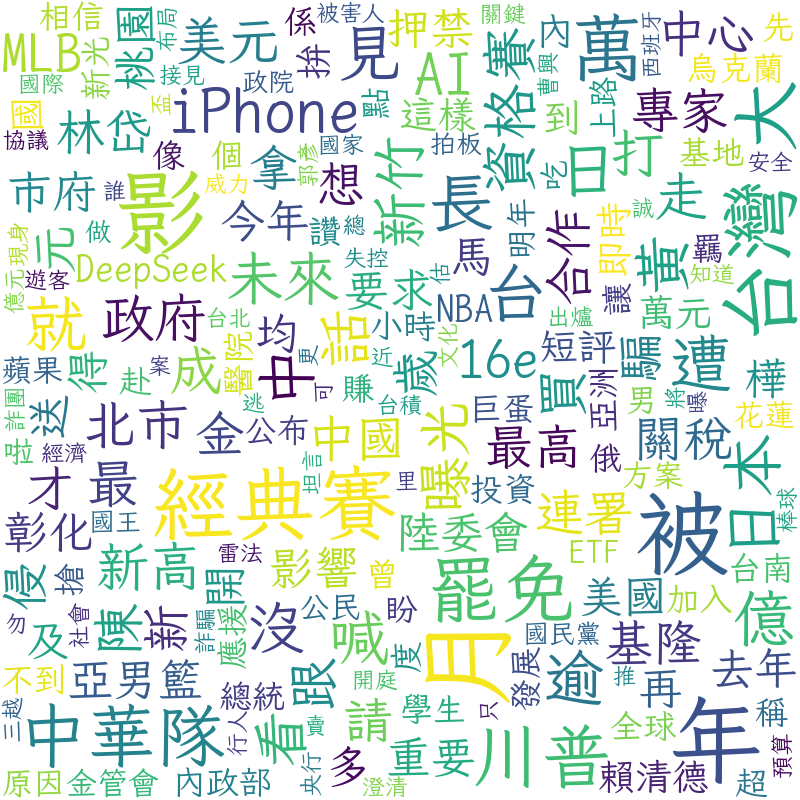 相信
布局
係
被害人
關鍵
MLB
桃園
美元
拚
見
押禁
內
西班牙
萬
中心
先
國際
新光
接見
政院
iPhone
點
AI
曹興
賽
烏克蘭
大
國
盃
資格
上路
專家
協議
林岱
像
個
郭彥
國家
這樣
到
打
基地
誰
威力
拿
想
拍板
吃
日
安全
市府
影
今年
讚
總
新竹
長
明年
走
台灣
誠
億元
現身
元
做
未來
失控
估
馬
合作
即時
黃
羈
遊客
DeepSeek
要求
NBA
台
讓
知道
就
政府
台北
均
小時
文化
出爐
萬元
話
更
蘋果
得
赴
成
醫院
案
中
近
歲
16e
短評
騙
遭
樺
詐團
逃
可
賺
台積
買
亞洲
將
曝
送
北市
金
公布
中國
曝光
巨蛋
男
花蓮
啦
經濟
坦言
里
最高
俄
關稅
日本
才
最
經典賽
投資
方案
棒球
彰化
國王
雷法
陸委會
連署
被
ETF
侵
搶
新高
影響
曾
罷免
台南
勿
社會
陳
新
詐騙
開
應援
沒
公民
盼
喊
月
國民黨
美國
加入
億
及
度
基隆
不到
亞男籃
總統
跟
開庭
逾
發展
推
再
去年
三越
中華隊
行人
看
賣
請
學生
只
川普
全球
年
稱
原因
金管會
內政部
央行
多
澄清
重要
賴清德
超
預算